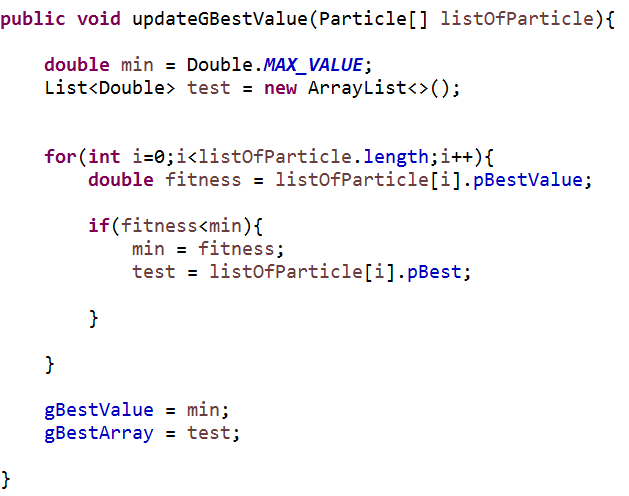 public void updateGBestValue(Particle[] listOfParticle){
double min = Double.MAX_VALUE;
List<Double> test = new ArrayList<>();
for(int i=0;i<listOfParticle.length;i++){
double fitness = listOfParticle[i].pBestValue;
if(fitness<min){
min = fitness;
test = listOfParticle[i].pBest;
}
}
gBestValue = min;
gBestArray = test;
}